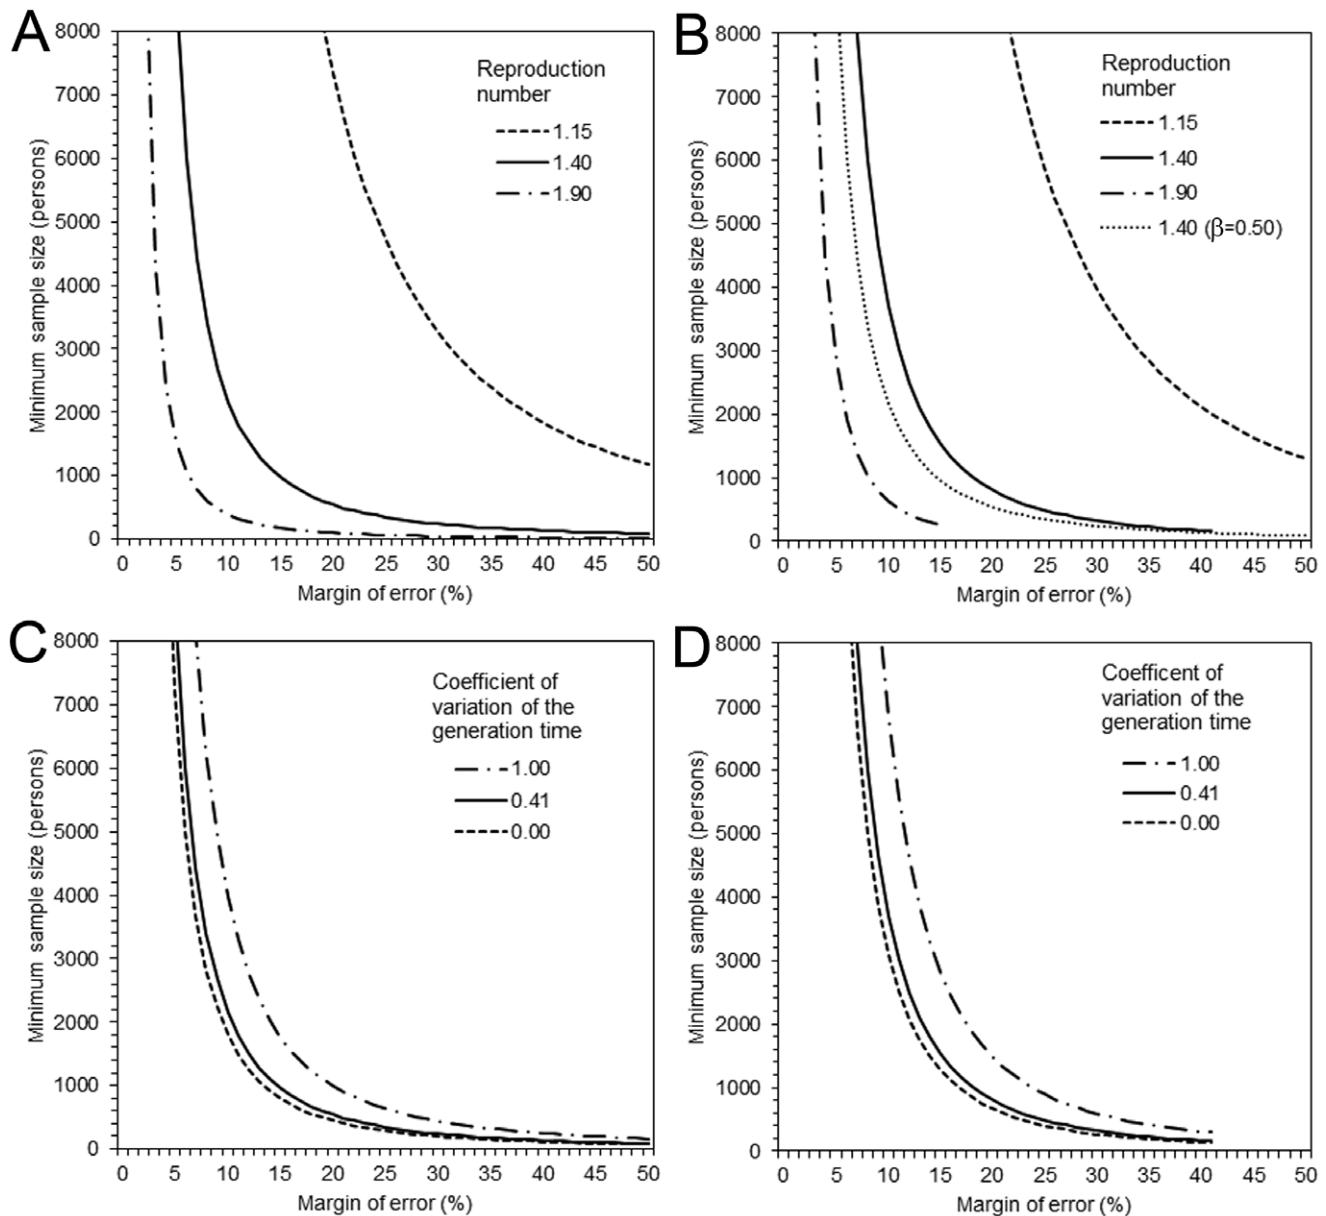 A
8000
7000
6000
5000
4000
3000
2000
1000
0
Minimum sample size (persons)
Reproduction
number
1.15
1.40
1.90
0 5 10 15 20 25 30 35 40 45 50
Margin of error (%)
B
8000
7000
6000
5000
4000
3000
2000
1000
0
Minimum sample size (persons)
Reproduction
number
1.15
1.40
1.90
1.40 (β=0.50)
0 5 10 15 20 25 30 35 40 45 50
Margin of error (%)
C
8000
7000
6000
5000
4000
3000
2000
1000
0
Minimum sample size (persons)
Coefficient of
variation of the
generation time
1.00
0.41
0.00
0 5 10 15 20 25 30 35 40 45 50
Margin of error (%)
D
8000
7000
6000
5000
4000
3000
2000
1000
0
Minimum sample size (persons)
Coefficent of
variation of the
generation time
1.00
0.41
0.00
0 5 10 15 20 25 30 35 40 45 50
Margin of error (%)